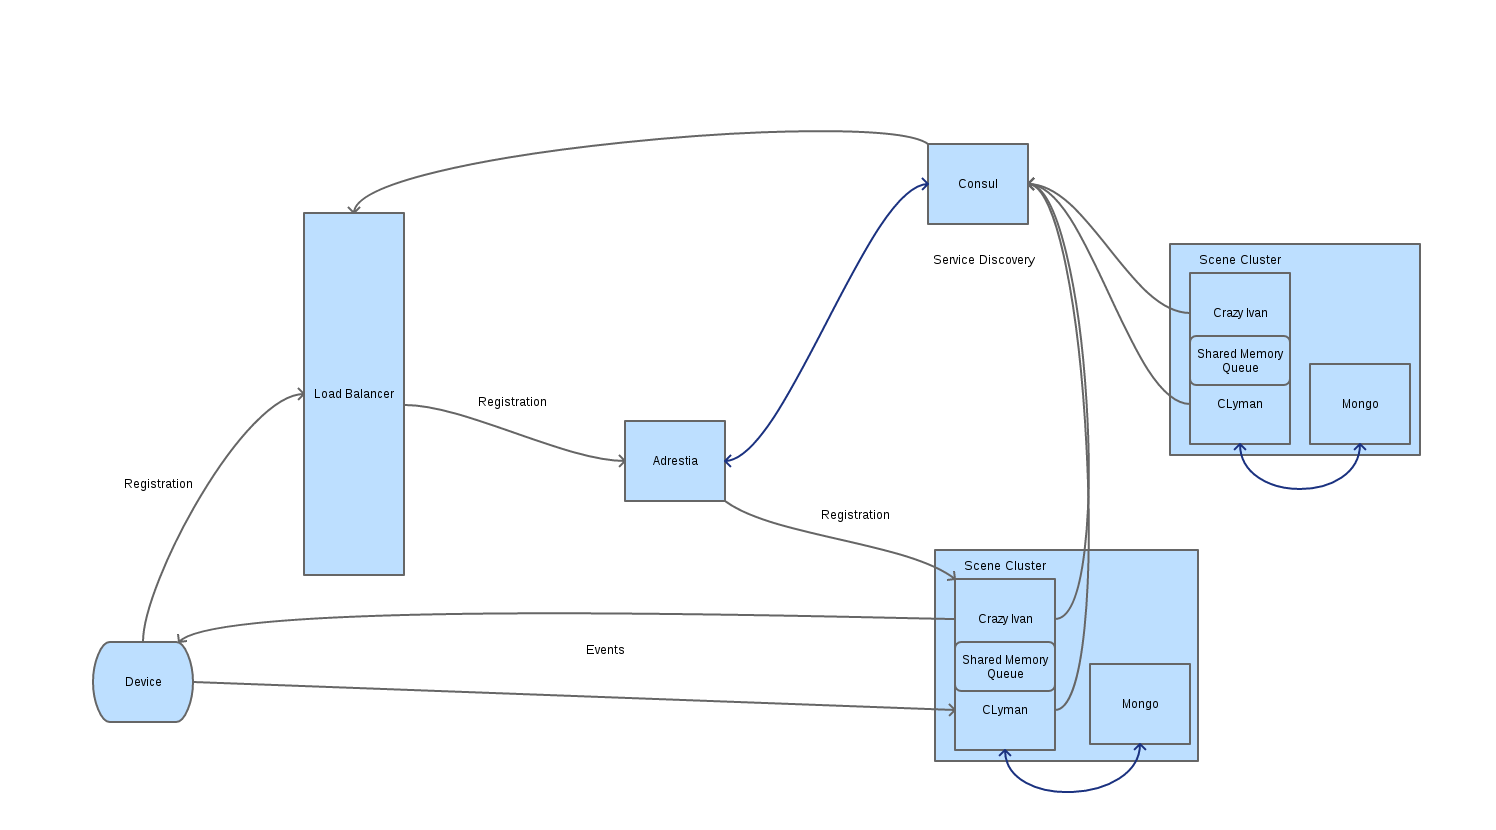 Consul
Service Discovery
Scene Cluster
Crazy Ivan
Shared Memory
Queue
CLyman
Mongo
Load Balancer
Registration
Adrestia
Registration
Registration
Scene Cluster
Crazy Ivan
Shared Memory
Queue
CLyman
Mongo
Events
Device